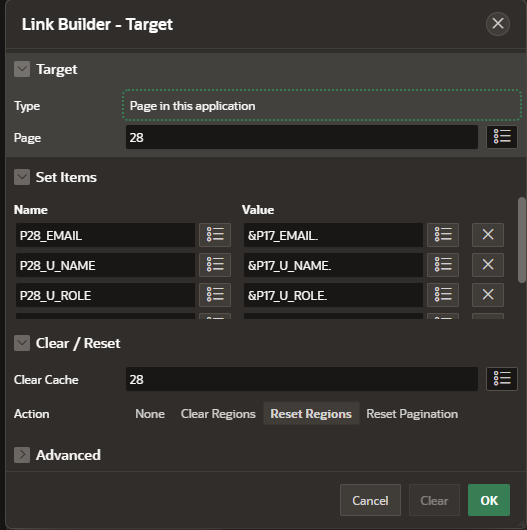 Link Builder - Target
Target
Type Page in this application
Page 28
Set Items
Name Value
P28_EMAIL &P17_EMAIL.
P28_U_NAME &P17_U_NAME.
P28_U_ROLE &P17_U_ROLE.
Clear / Reset
Clear Cache 28
Action None Clear Regions Reset Regions Reset Pagination
Advanced
Cancel Clear OK